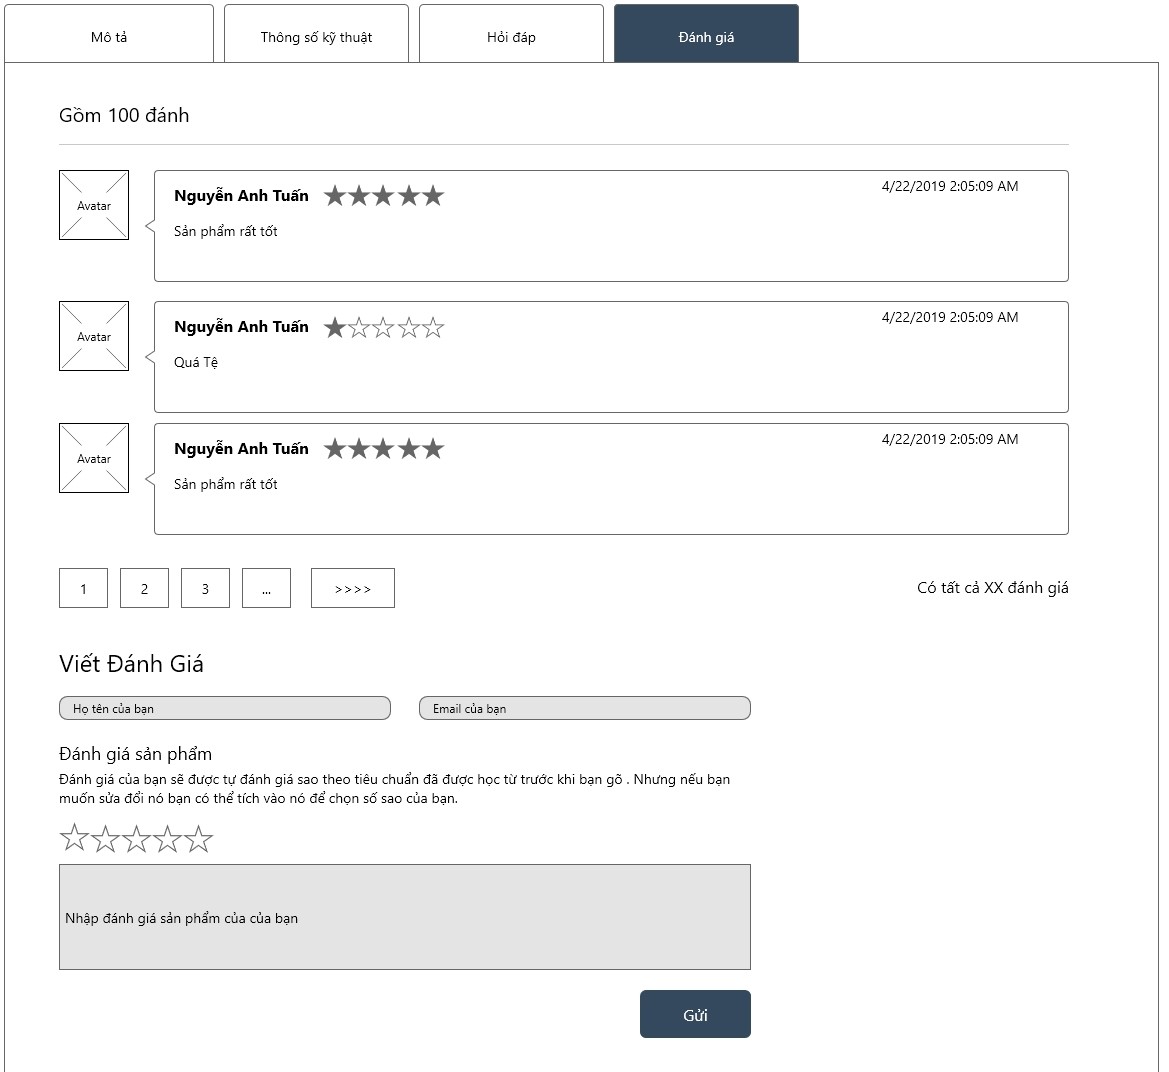 Mô tả
Thông số kỹ thuật
Hỏi đáp
Đánh giá
Gồm 100 đánh
Avatar
Nguyễn Anh Tuấn
4/22/2019 2:05:09 AM
Sản phẩm rất tốt
Avatar
Nguyễn Anh Tuấn
4/22/2019 2:05:09 AM
Quá Tệ
Avatar
Nguyễn Anh Tuấn
4/22/2019 2:05:09 AM
Sản phẩm rất tốt
1
2
3
...
>>>>
Có tất cả XX đánh giá
Viết Đánh Giá
Họ tên của bạn
Email của bạn
Đánh giá sản phẩm
Đánh giá của bạn sẽ được tự đánh giá sao theo tiêu chuẩn đã được học từ trước khi bạn gõ . Nhưng nếu bạn
muốn sửa đổi nó bạn có thể tích vào nó để chọn số sao của bạn.
Nhập đánh giá sản phẩm của của bạn
Gửi